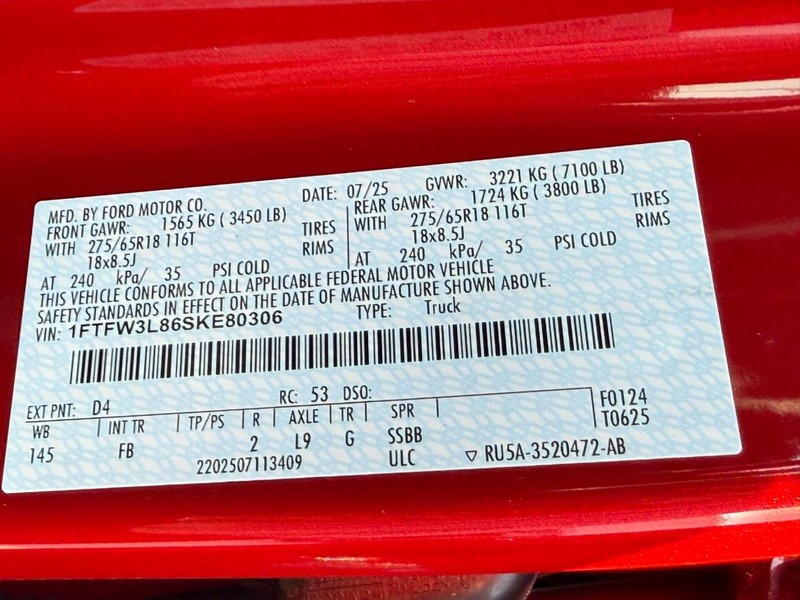 MFD. BY FORD MOTOR CO.
DATE: 07/25 GVWR: 3221 KG ( 7100 LB)
FRONT GAWR: 1565 KG ( 3450 LB)
WITH 275/65R18 116T TIRES
18x8.5J RIMS
AT 240 kPa/ 35 PSI COLD
REAR GAWR: 1724 KG ( 3800 LB)
WITH 275/65R18 116T TIRES
18x8.5J RIMS
AT 240 kPa/ 35 PSI COLD
THIS VEHICLE CONFORMS TO ALL APPLICABLE FEDERAL MOTOR VEHICLE
SAFETY STANDARDS IN EFFECT ON THE DATE OF MANUFACTURE SHOWN ABOVE.
VIN: 1FTFW3L86SKE80306 TYPE: Truck
EXT PNT: D4 RC: 53 DSO:
WB INT TR TP/PS R AXLE TR SPR
145 FB 2 L9 G SSBB
2202507113409 ULC
F0124
T0625
▽ RU5A-3520472-AB